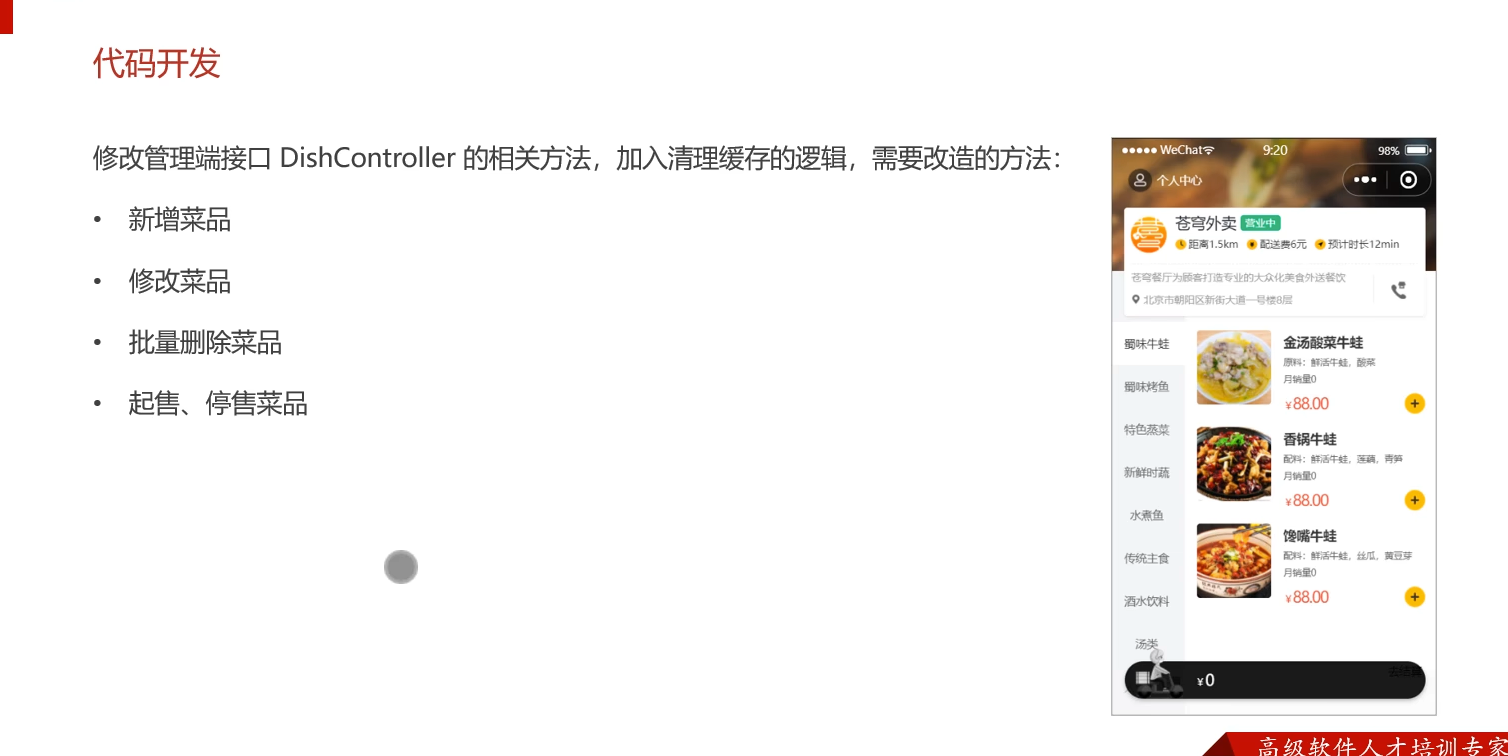 代码开发
修改管理端接口 DishController 的相关方法，加入清理缓存的逻辑，需要改造的方法：
• 新增菜品
• 修改菜品
• 批量删除菜品
• 起售、停售菜品
WeChat 9:20 98%
个人中心
苍穹外卖 营业中
距离1.5km 配送费6元 预计时长12min
苍穹餐厅为顾客打造专业的大众化美食外送餐饮
北京市朝阳区新街大道一号楼8层
蜀味牛蛙
蜀味烤鱼
特色蒸菜
新鲜时蔬
水煮鱼
传统主食
酒水饮料
汤类
金汤酸菜牛蛙
原料：鲜活牛蛙，酸菜
月销量0
¥88.00
香锅牛蛙
配料：鲜活牛蛙，莲藕，青笋
月销量0
¥88.00
馋嘴牛蛙
配料：鲜活牛蛙，丝瓜，黄豆芽
月销量0
¥88.00
¥0
去结算
高级软件人才培训专家